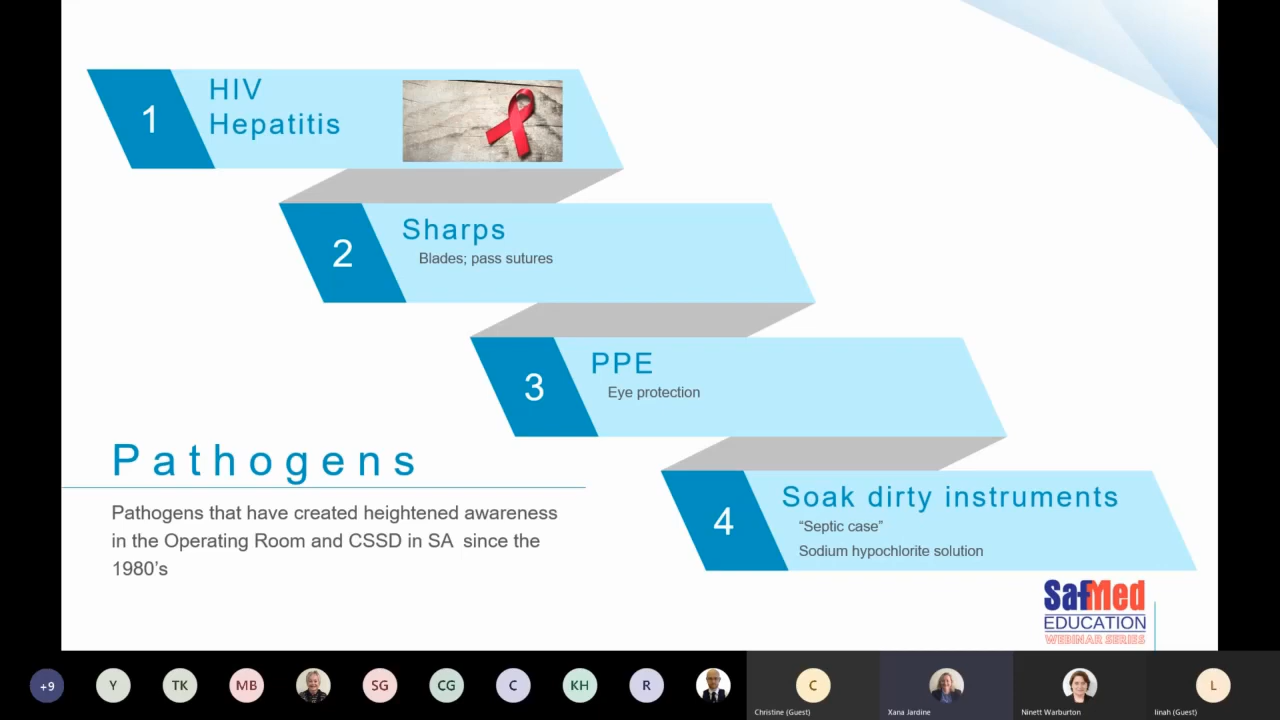 1
HIV
Hepatitis
2
Sharps
Blades; pass sutures
3
PPE
Eye protection
4
Soak dirty instruments
“Septic case”
Sodium hypochlorite solution
Pathogens
Pathogens that have created heightened awareness
in the Operating Room and CSSD in SA since the
1980’s
SafMed
EDUCATION
WEBINAR SERIES
+9
Y
TK
MB
SG
CG
C
KH
R
C
Christine (Guest)
Xana Jardine
Ninett Warburton
L
linah (Guest)